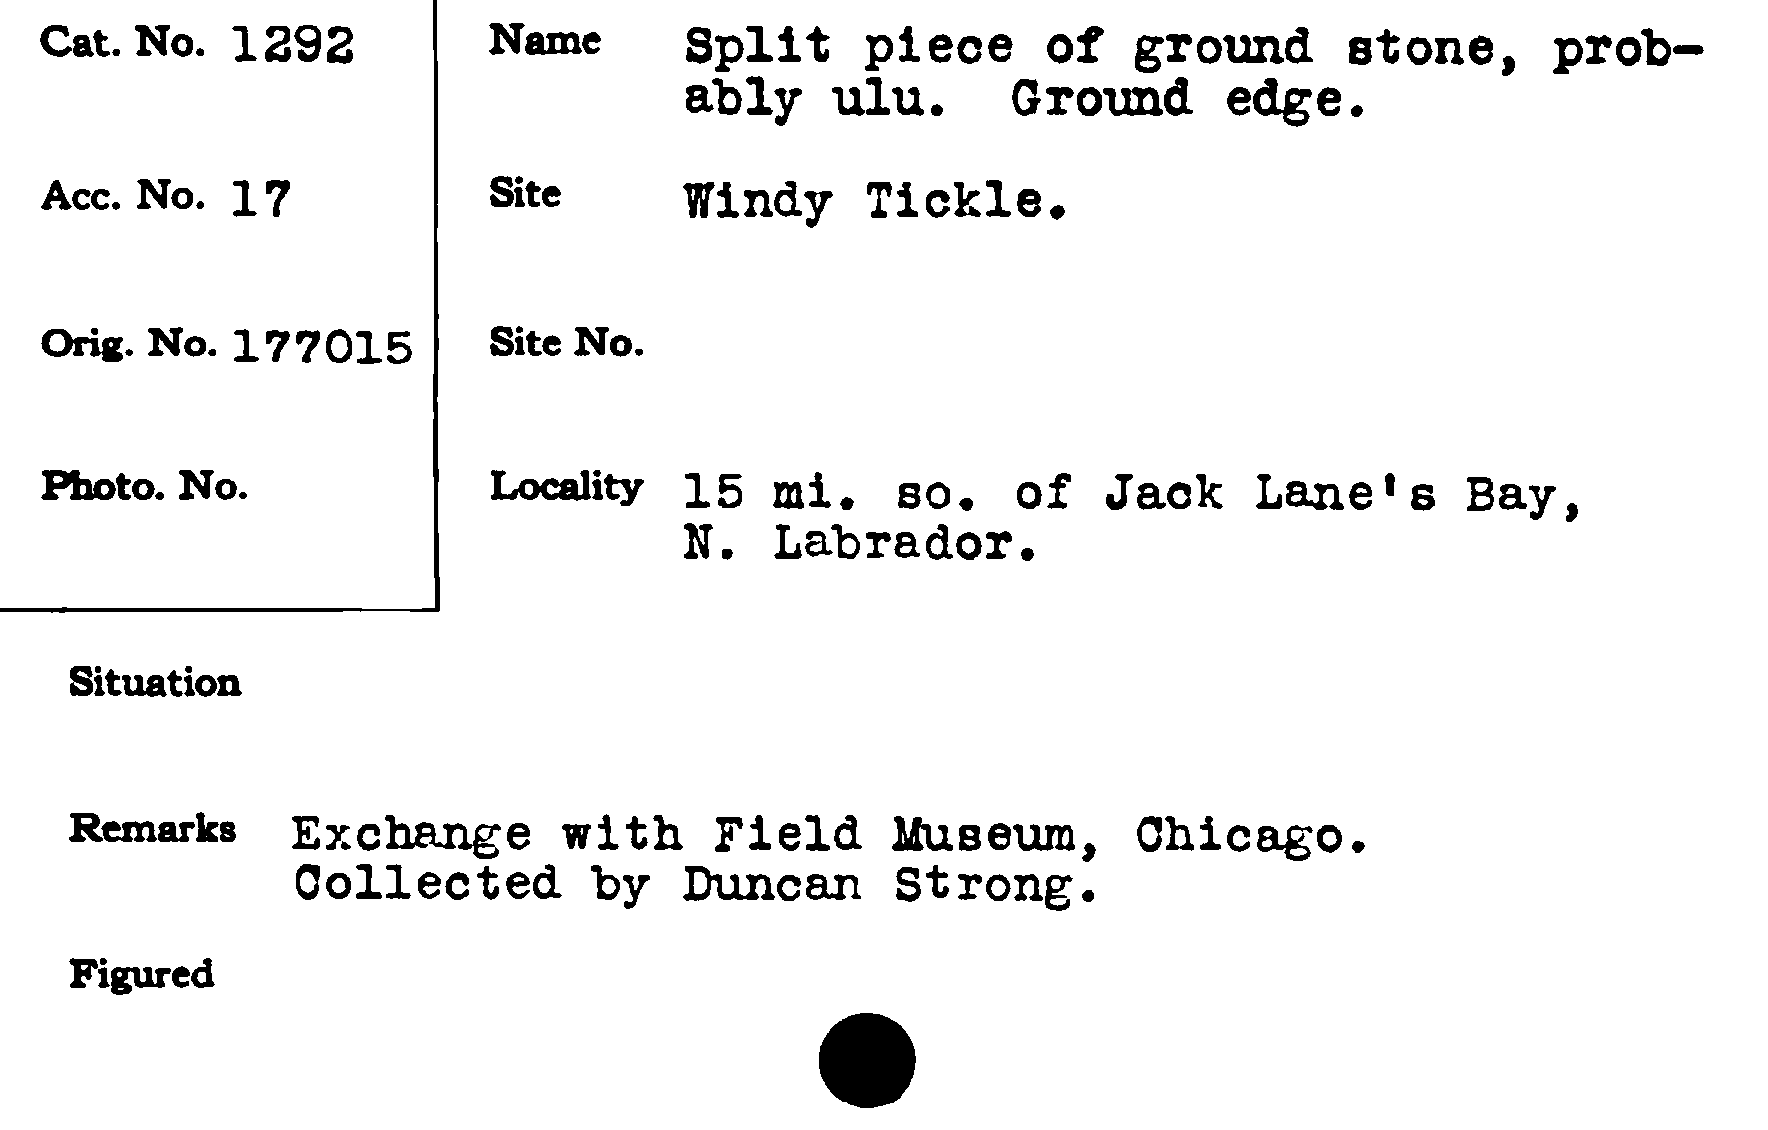 Cat. No. 1292
Name Split piece of ground stone, prob-
ably ulu. Ground edge.
Acc. No. 17
Site Windy Tickle.
Orig. No. 177015
Site No.
Photo. No.
Locality 15 mi. so. of Jack Lane's Bay,
N. Labrador.
Situation
Remarks Exchange with Field Museum, Chicago.
Collected by Duncan Strong.
Figured